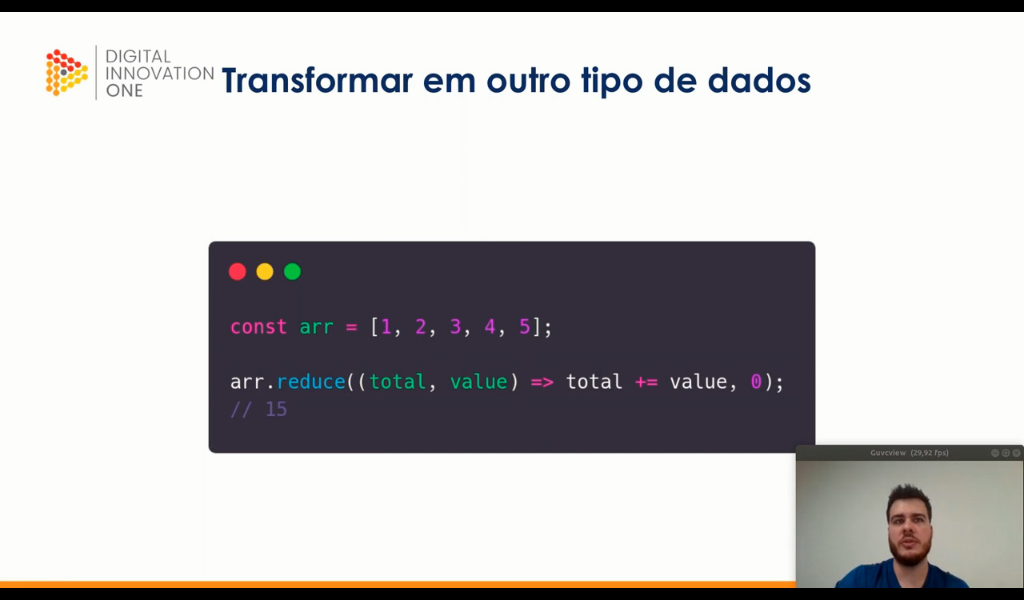 DIGITAL
INNOVATION
ONE
Transformar em outro tipo de dados
const arr = [1, 2, 3, 4, 5];
arr.reduce((total, value) => total += value, 0);
// 15
Guvcview (29,92 fps)